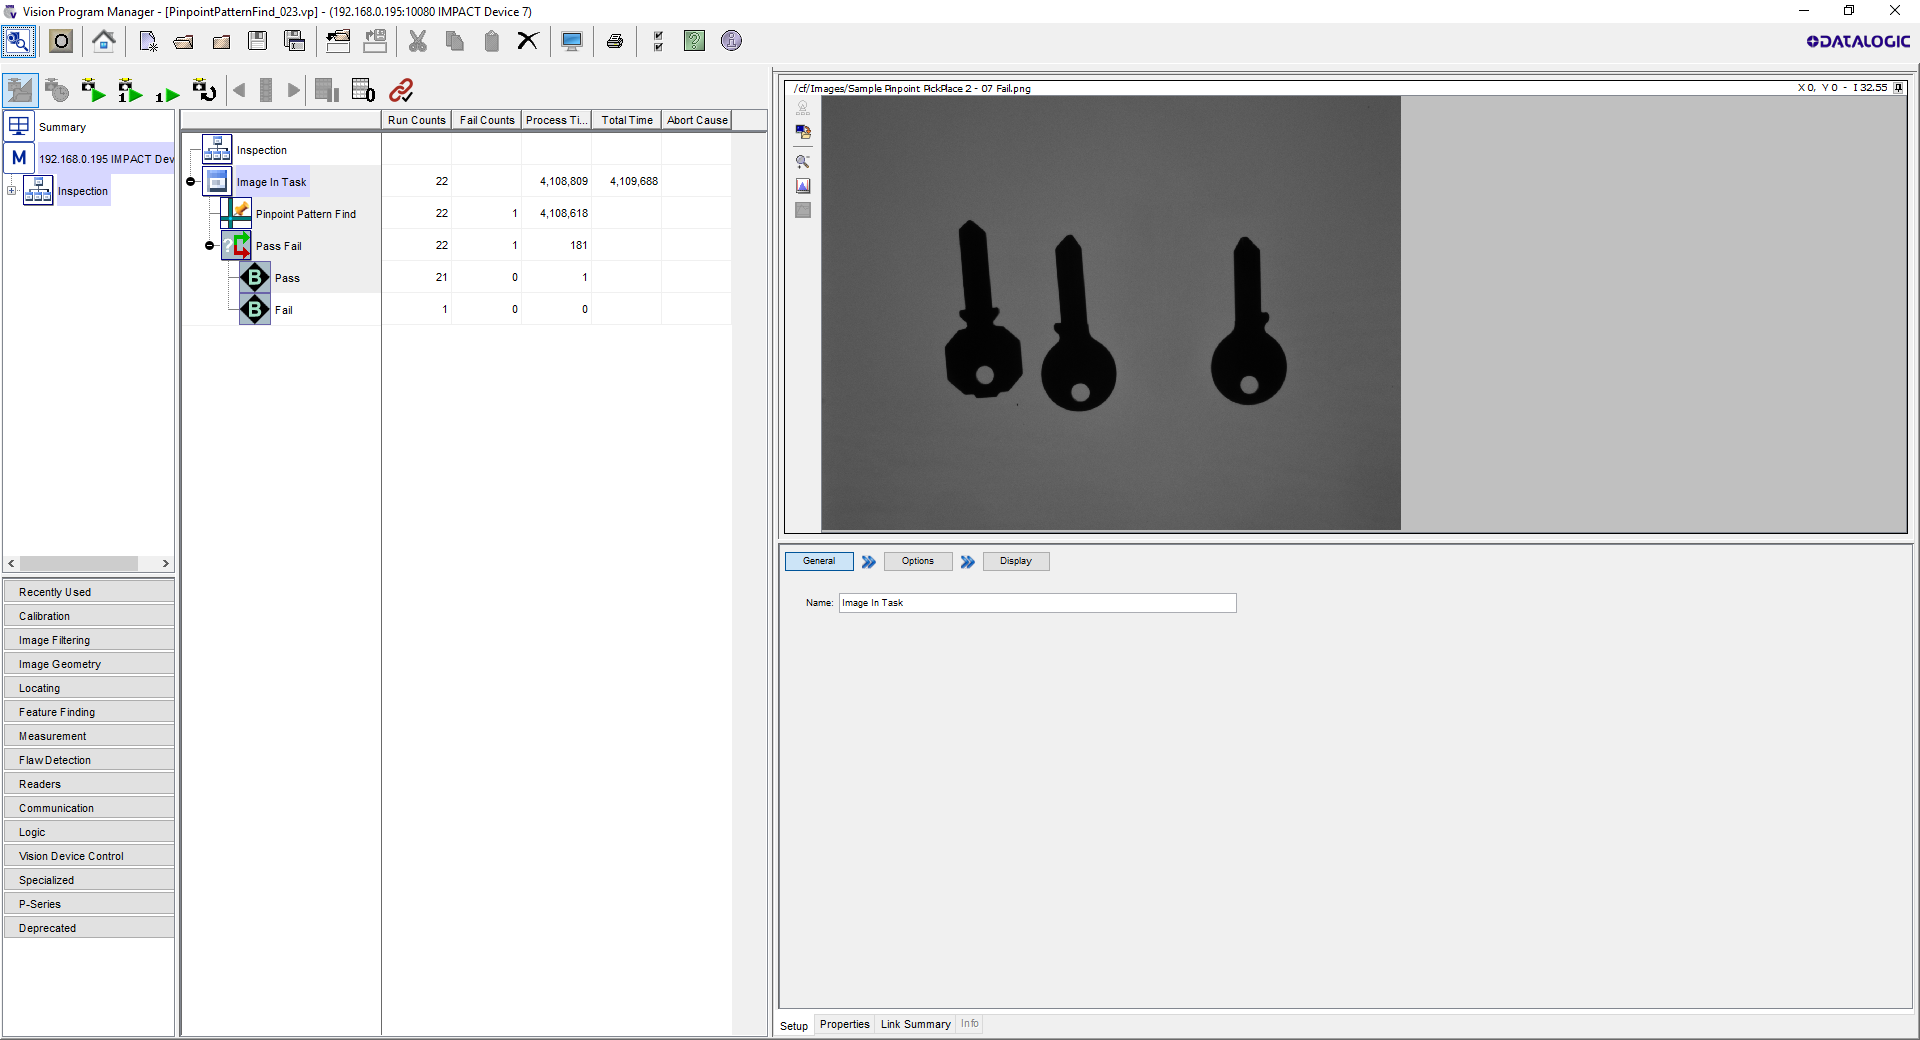 Vision Program Manager - [PinpointPatternFind_023.vp] - (192.168.0.195:10080 IMPACT Device 7)
DATALOGIC
Summary
M 192.168.0.195 IMPACT Dev
Inspection
Run Counts Fail Counts Process Ti... Total Time Abort Cause
Inspection
Image In Task 22 4,108,809 4,109,688
Pinpoint Pattern Find 22 1 4,108,618
Pass Fail 22 1 181
B Pass 21 0 1
B Fail 1 0 0
Recently Used
Calibration
Image Filtering
Image Geometry
Locating
Feature Finding
Measurement
Flaw Detection
Readers
Communication
Logic
Vision Device Control
Specialized
P-Series
Deprecated
/cf/Images/Sample Pinpoint PickPlace 2 - 07 Fail.png X 0, Y 0 - I 32.55
General Options Display
Name: Image In Task
Setup Properties Link Summary Info